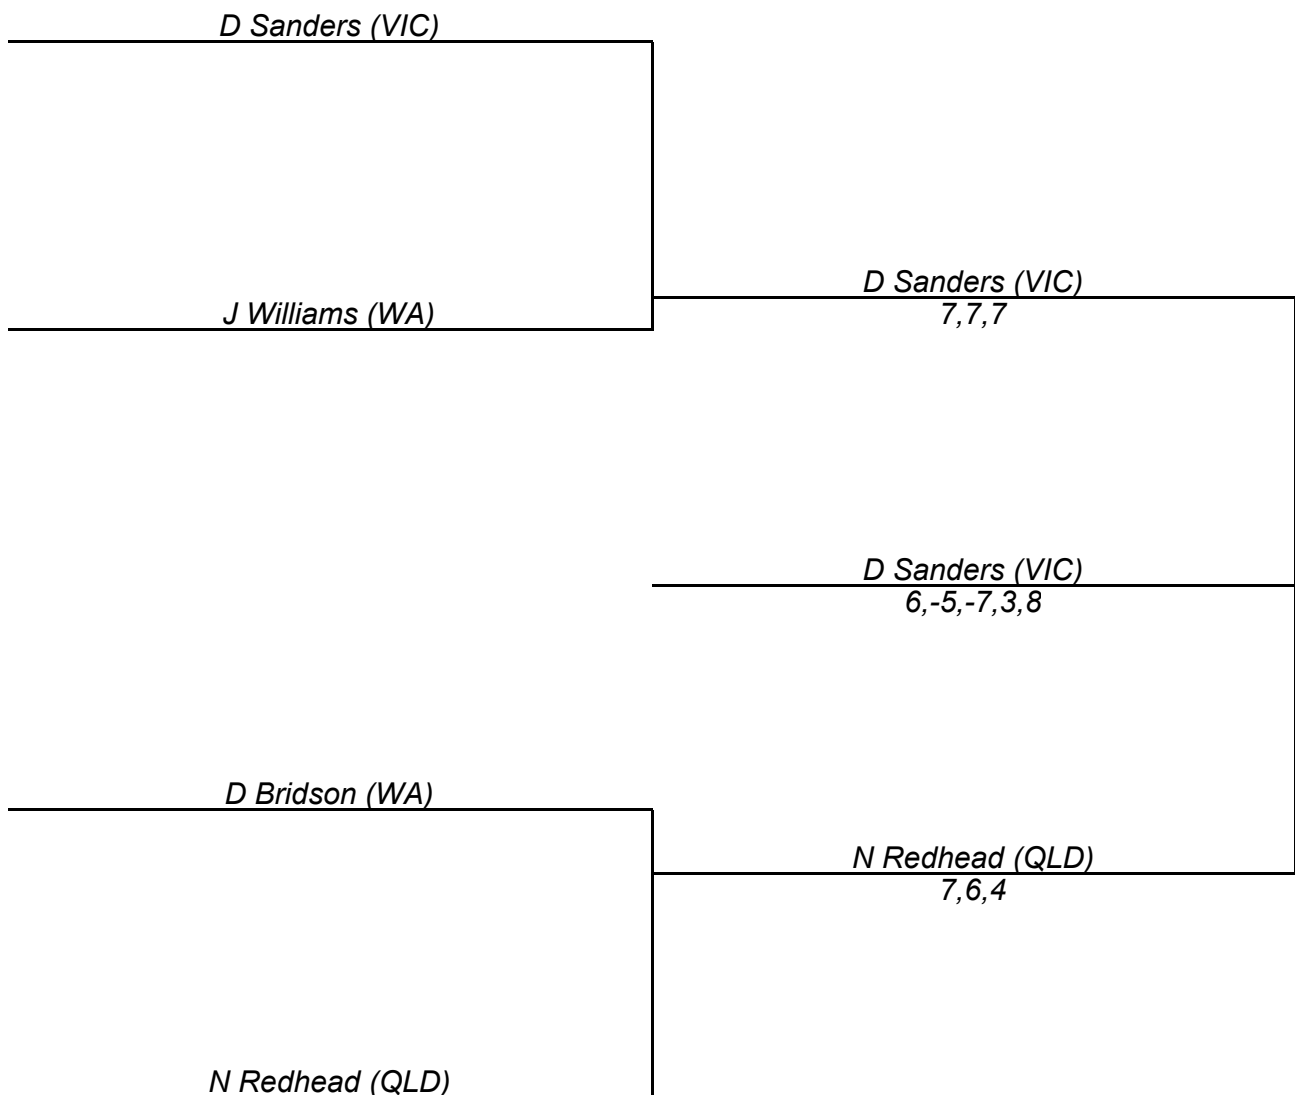 D Sanders (VIC)
D Sanders (VIC)
J Williams (WA)
7,7,7
D Sanders (VIC)
6,-5,-7,3,8
D Bridson (WA)
N Redhead (QLD)
7,6,4
N Redhead (QLD)